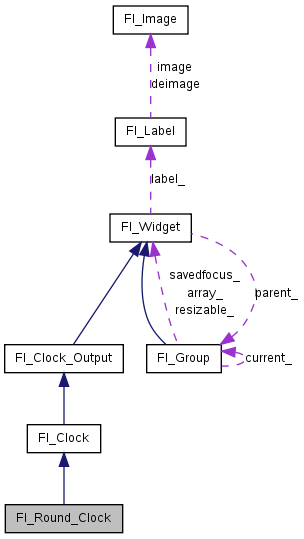 Fl_Image
image
deimage
Fl_Label
label_
Fl_Widget
savedfocus_
array_
resizable_
parent_
Fl_Clock_Output
Fl_Group
current_
Fl_Clock
Fl_Round_Clock